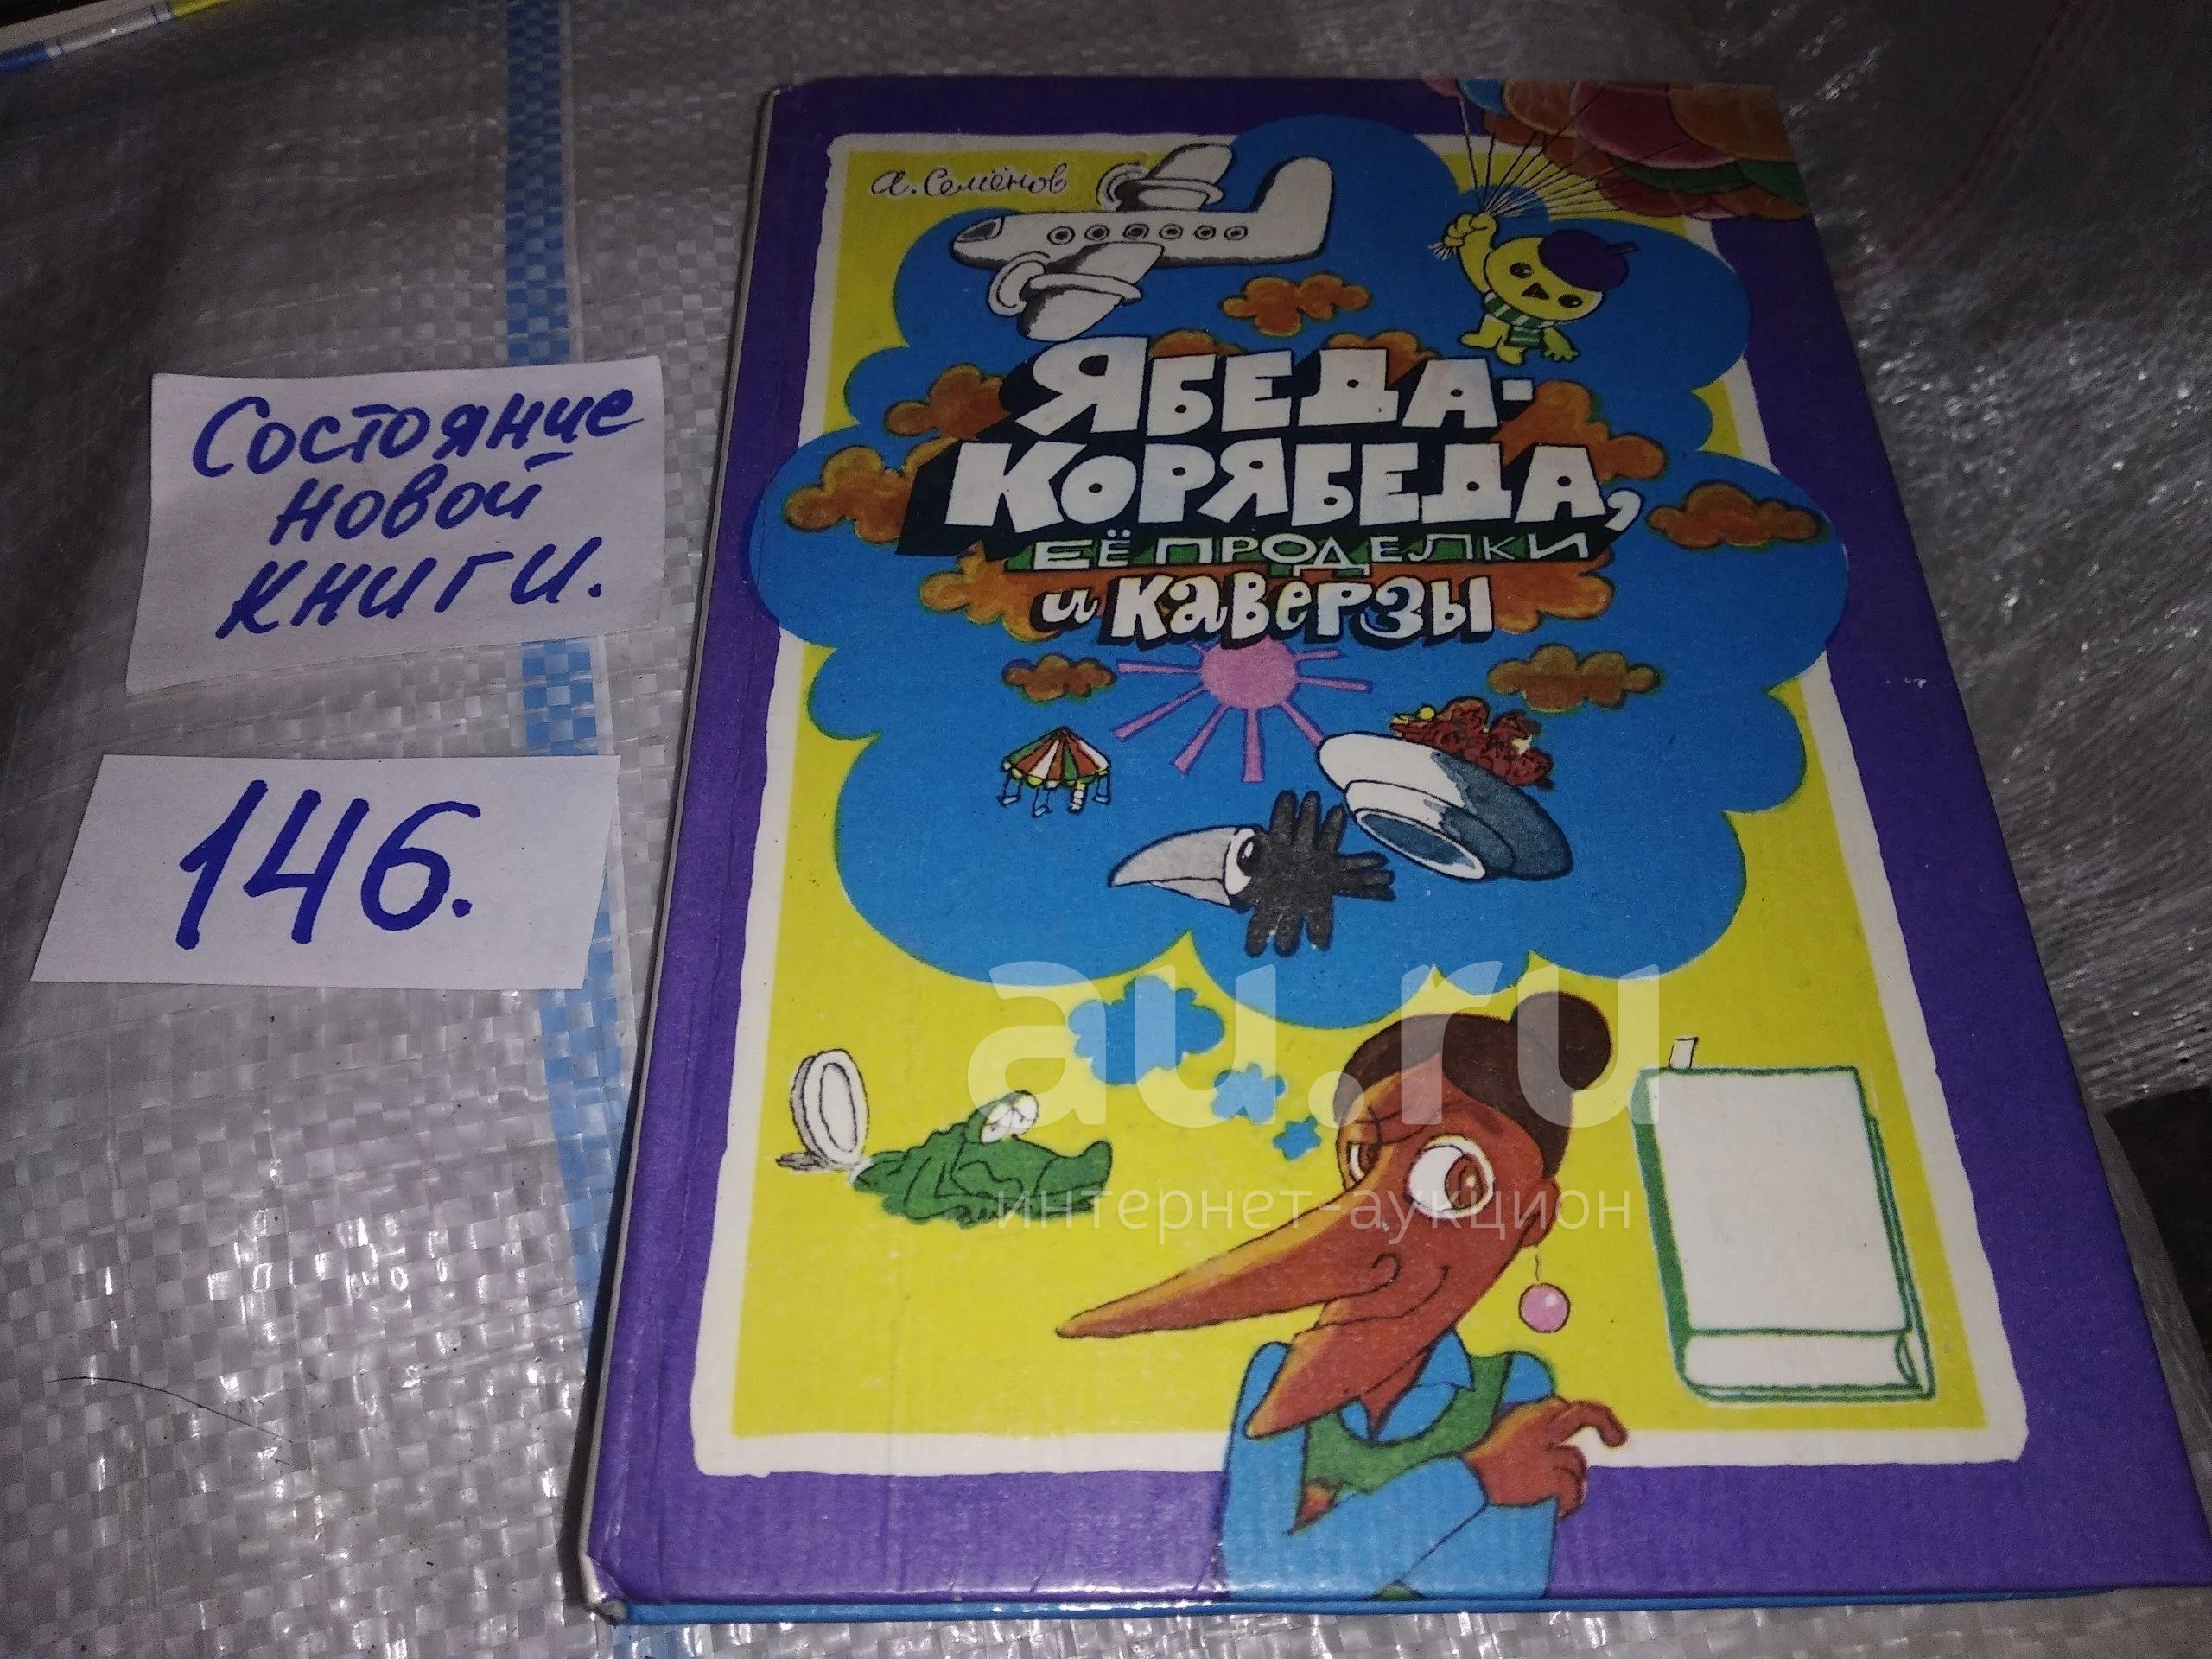 Состояние
новой
книги.
146.
А. Семёнов
ЯБЕДА-
КОРЯБЕДА,
ЕЁ ПРОДЕЛКИ
и каверзы
au.ru
интернет-аукцион